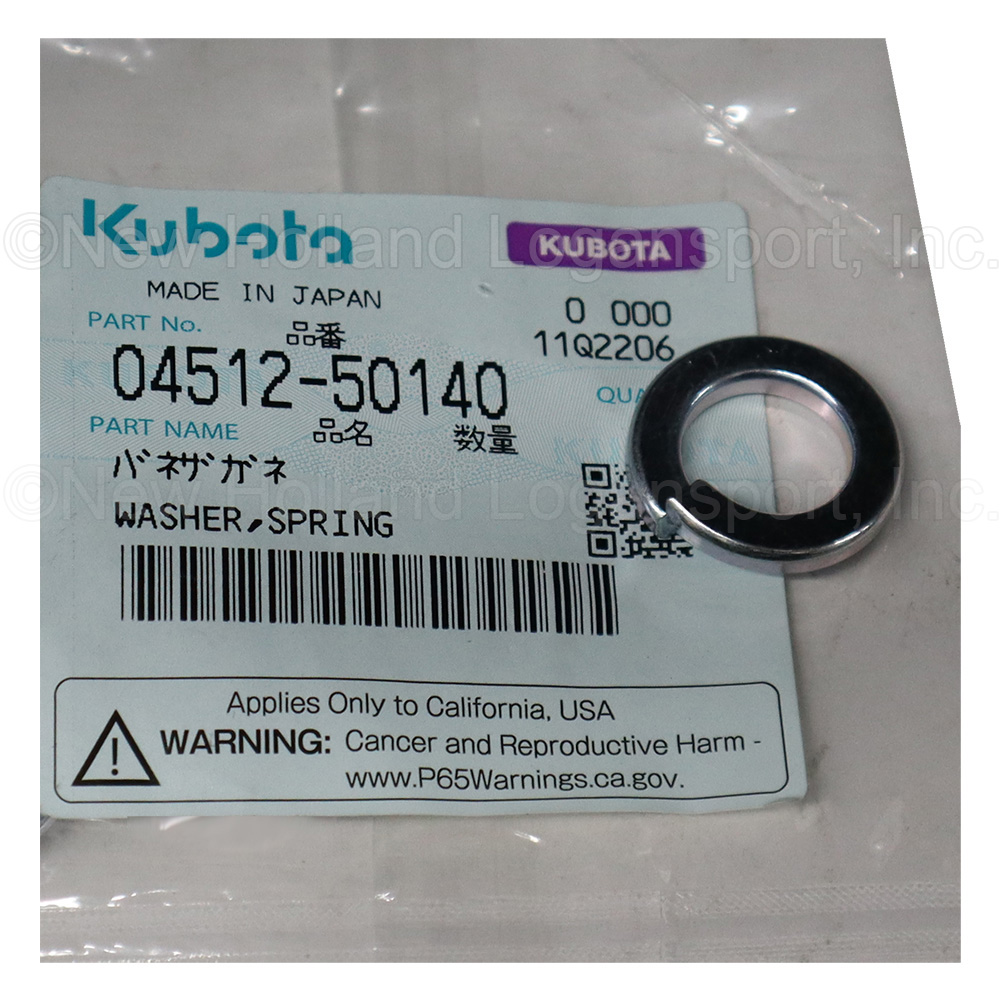 Kubota
KUBOTA
©New Holland Logansport, Inc.
MADE IN JAPAN
0 000
PART No.
品番
11Q2206
04512-50140
PART NAME
品名
数量
KUBOTA
バネザガネ
©New Holland Logansport, Inc.
WASHER,SPRING
Applies Only to California, USA
WARNING: Cancer and Reproductive Harm -
www.P65Warnings.ca.gov.